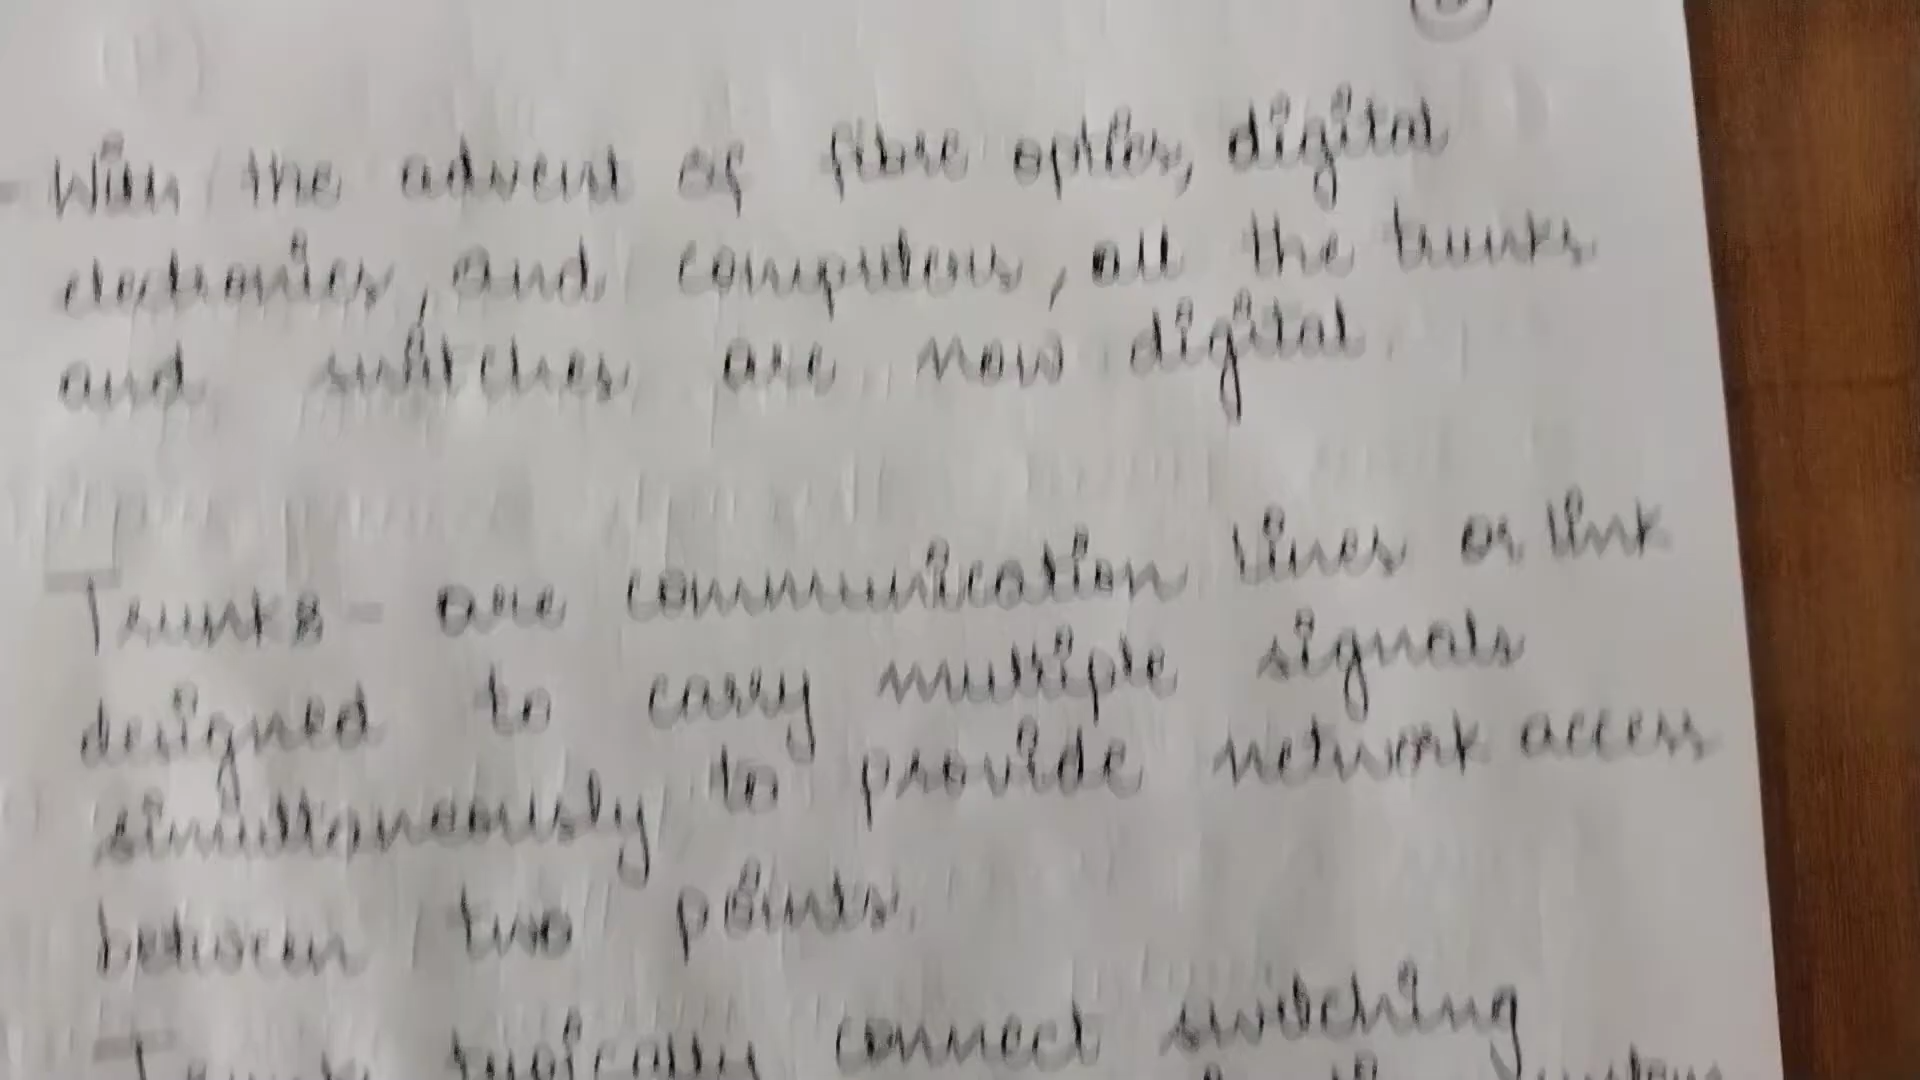 - With the advent of fibre optics, digital
electronics, and computers, all the trunks
and switches are now digital.
Trunks - are communication lines or link
designed to carry multiple signals
simultaneously to provide network access
between two points.
Trunks typically connect switching